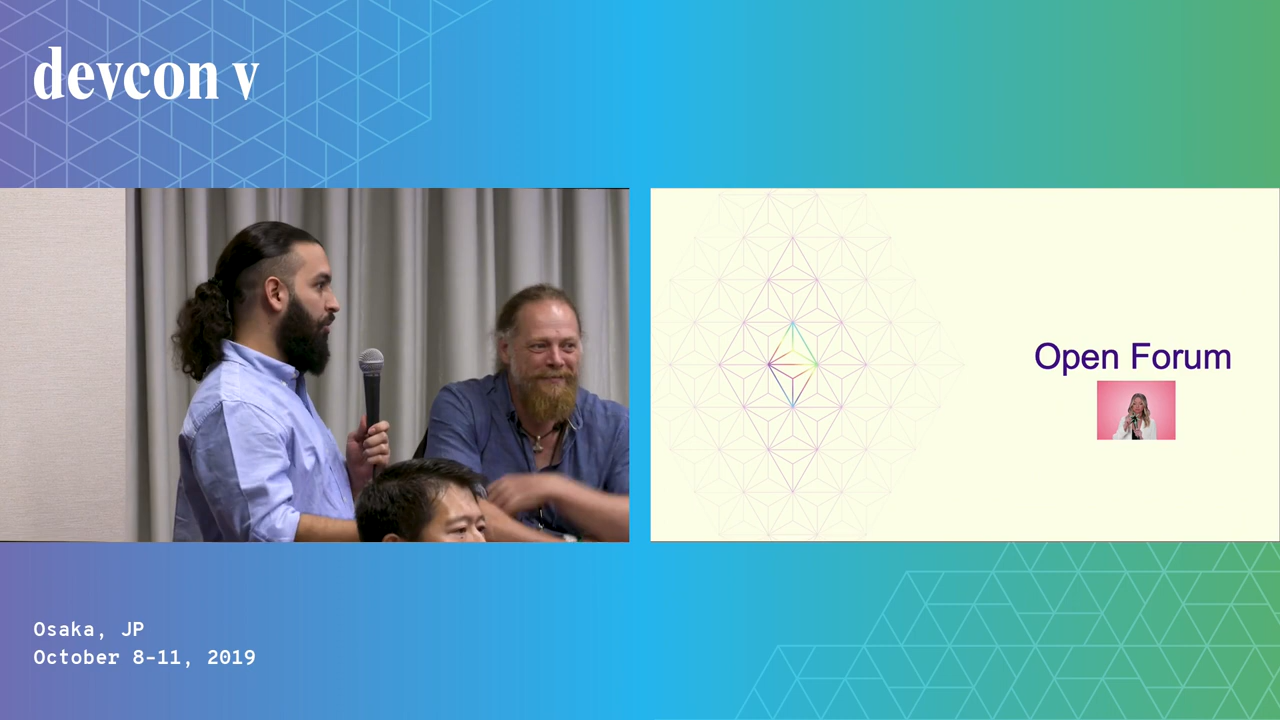 devcon v
Open Forum
Osaka, JP
October 8-11, 2019